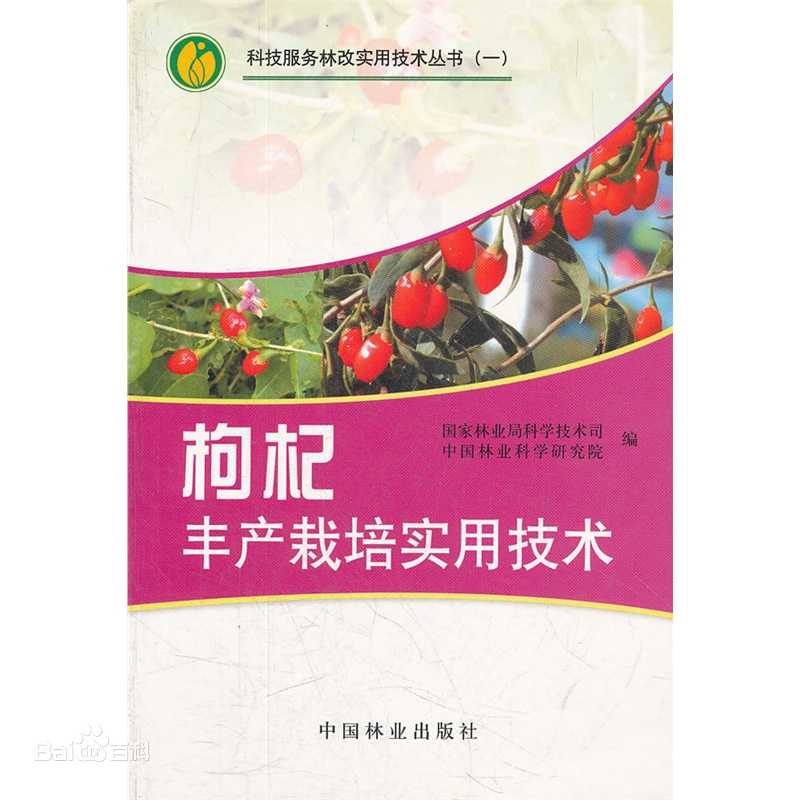 科技服务林改实用技术丛书（一）
国家林业局科学技术司
中国林业科学研究院
编
枸杞
丰产栽培实用技术
中国林业出版社
Bai百科